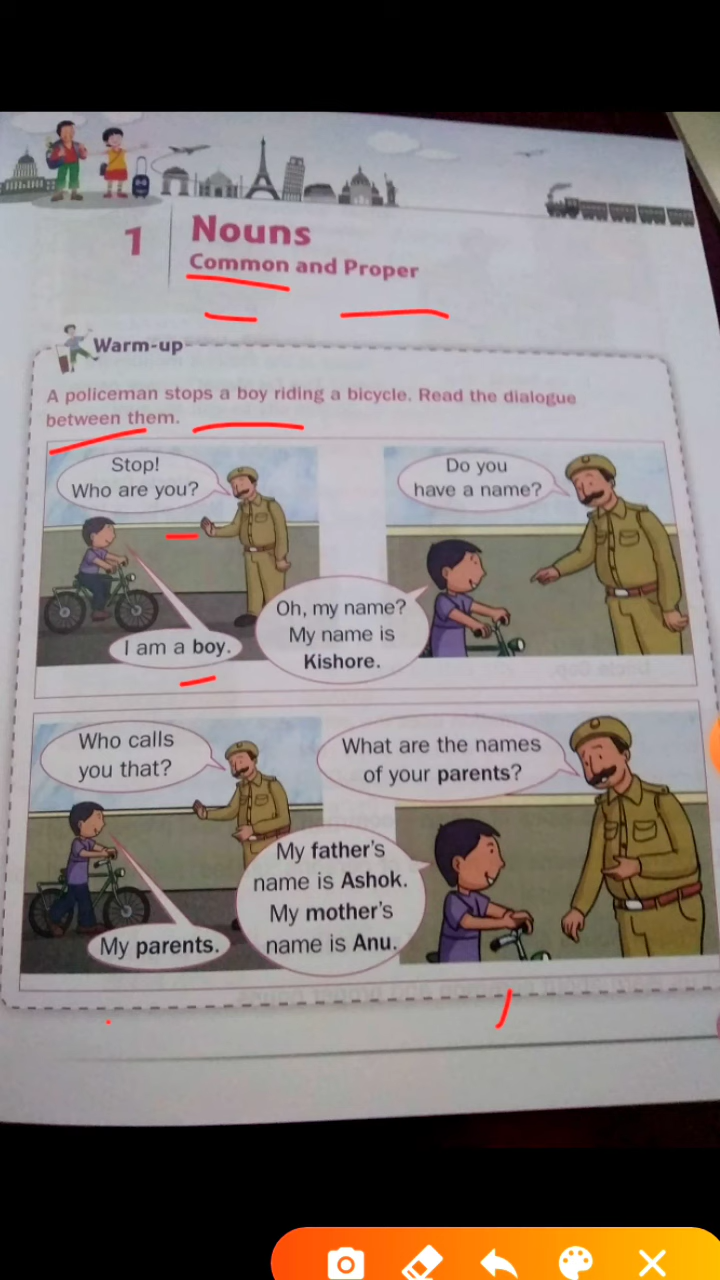 1
Nouns
Common and Proper
Warm-up
A policeman stops a boy riding a bicycle. Read the dialogue
between them.
Stop!
Who are you?
I am a boy.
Do you
have a name?
Oh, my name?
My name is
Kishore.
Who calls
you that?
My parents.
What are the names
of your parents?
My father's
name is Ashok.
My mother's
name is Anu.